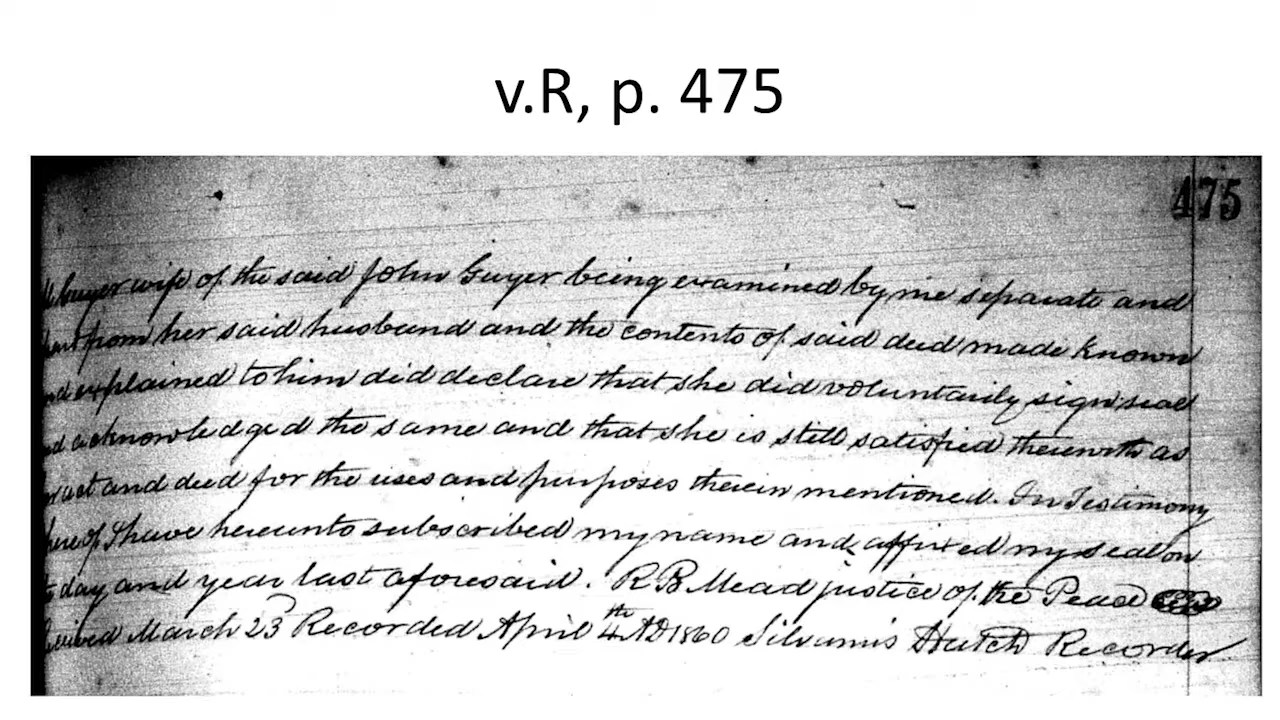 v.R, p. 475
475
Guyer wife of the said John Guyer being examined by me separate and
from her said husband and the contents of said deed made known
explained to him did declare that she did voluntarily sign seal
acknowledged the same and that she is still satisfied therewith as
act and deed for the uses and purposes therein mentioned. In Testimony
I have hereunto subscribed my name and affixed my seal on
day and year last aforesaid. R B Mead justice of the Peace
March 23 Recorded April 4th AD 1860 Silvanus Hatch Recorder